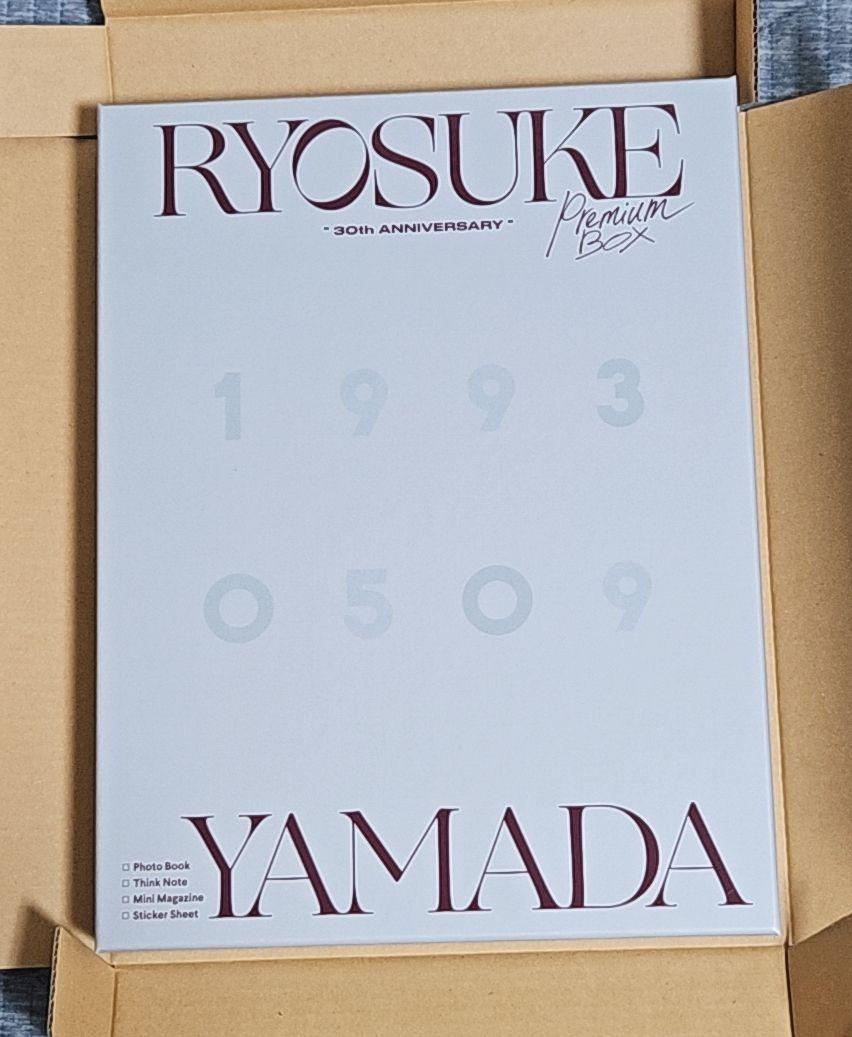 RYOSUKE
"30th ANNIVERSARY"
Premium
BOX
1 9 9 3
0 5 0 9
YAMADA
□ Photo Book
□ Think Note
□ Mini Magazine
□ Sticker Sheet